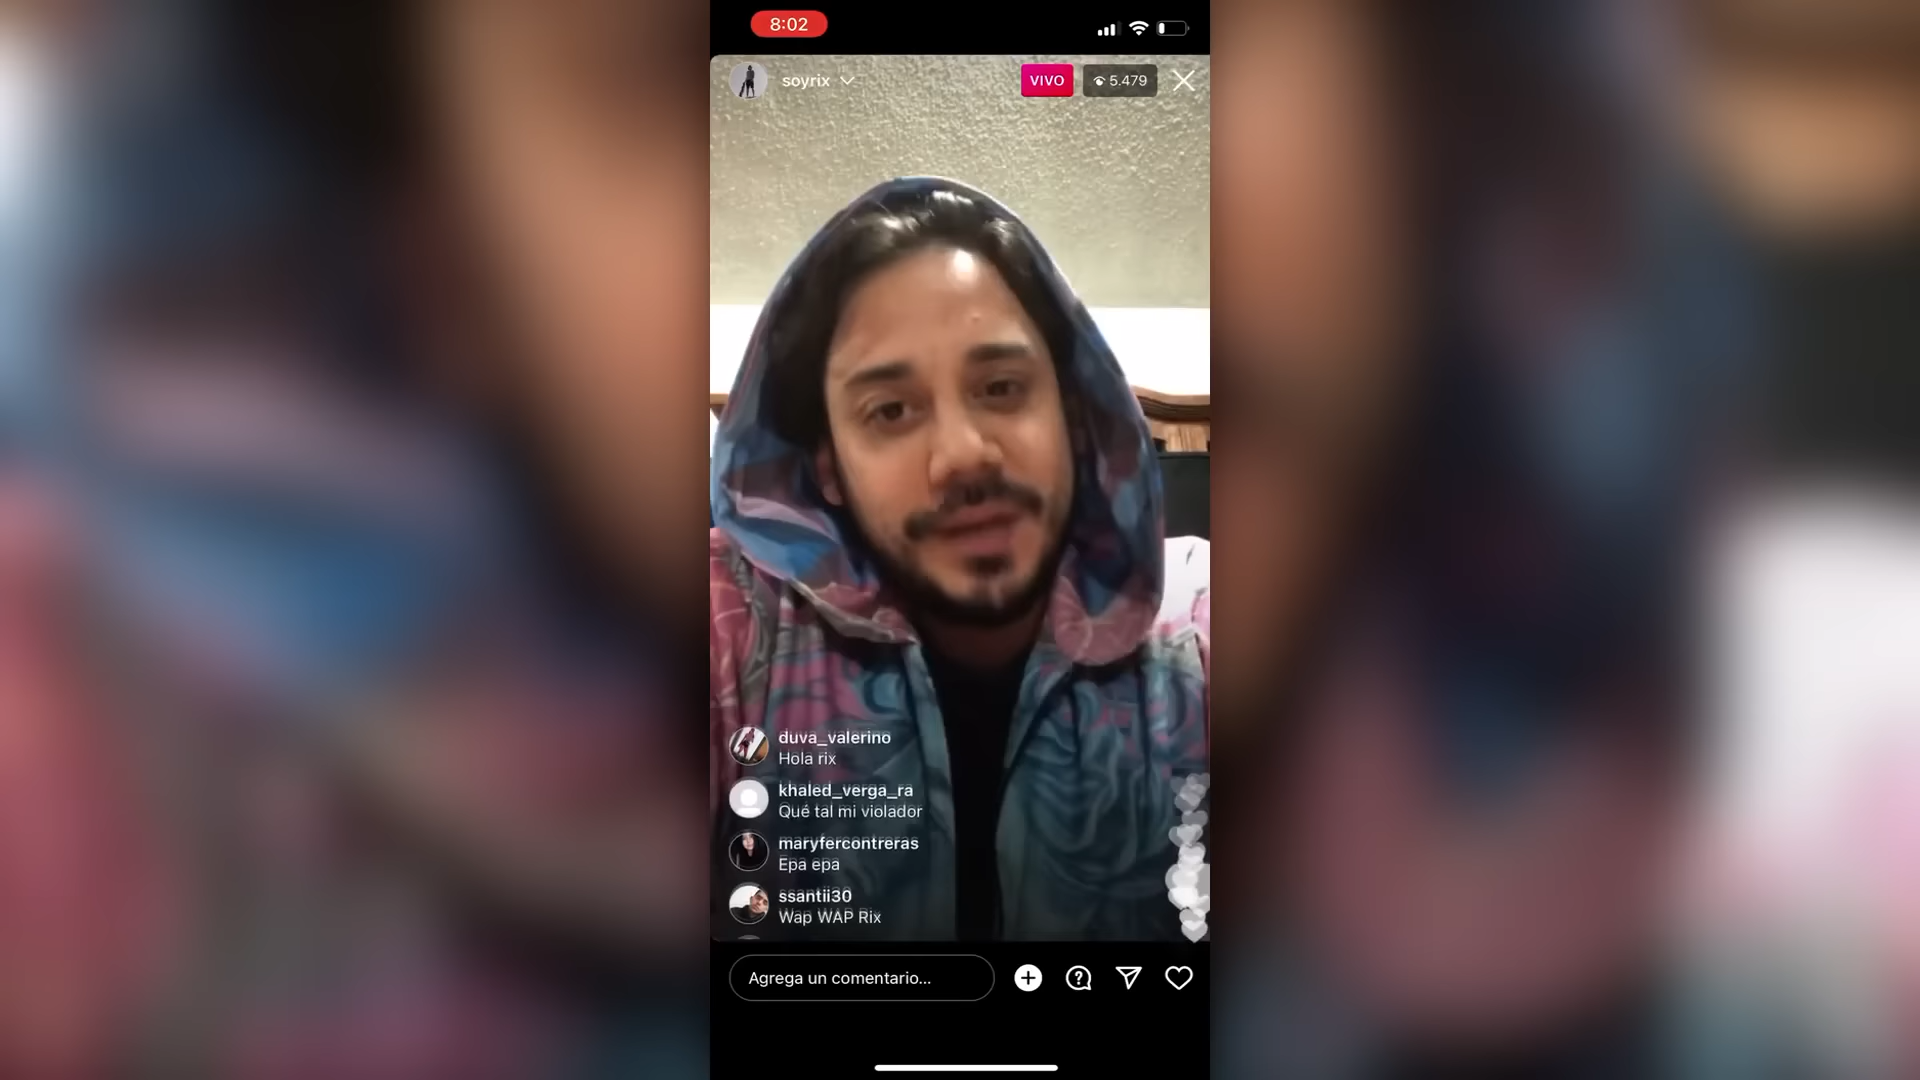 8:02
soyrix
VIVO
5.479
duva_valerino
Hola rix
khaled_verga_ra
Qué tal mi violador
maryfercontreras
Epa epa
ssantii30
Wap WAP Rix
Agrega un comentario...